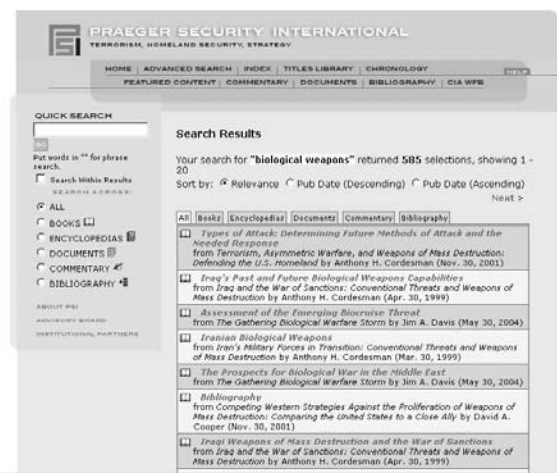 PRAEGER SECURITY INTERNATIONAL
TERRORISM, HOMELAND SECURITY, STRATEGY
HOME | ADVANCED SEARCH | INDEX | TITLES LIBRARY | CHRONOLOGY
HELP
FEATURED CONTENT | COMMENTARY | DOCUMENTS | BIBLIOGRAPHY | CIA WFB
QUICK SEARCH
GO
Put words in "" for phrase
search.
Search Within Results
SEARCH ACROSS:
ALL
BOOKS
ENCYCLOPEDIAS
DOCUMENTS
COMMENTARY
BIBLIOGRAPHY
ABOUT PSI
ADVISORY BOARD
INSTITUTIONAL PARTNERS
Search Results
Your search for "biological weapons" returned 585 selections, showing 1 -
20
Sort by: Relevance Pub Date (Descending) Pub Date (Ascending)
Next >
All Books Encyclopedias Documents Commentary Bibliography
Types of Attack: Determining Future Methods of Attack and the
Needed Response
from Terrorism, Asymmetric Warfare, and Weapons of Mass Destruction:
Defending the U.S. Homeland by Anthony H. Cordesman (Nov. 30, 2001)
Iraq's Past and Future Biological Weapons Capabilities
from Iraq and the War of Sanctions: Conventional Threats and Weapons of
Mass Destruction by Anthony H. Cordesman (Apr. 30, 1999)
Assessment of the Emerging Biocruise Threat
from The Gathering Biological Warfare Storm by Jim A. Davis (May 30, 2004)
Iranian Biological Weapons
from Iran's Military Forces in Transition: Conventional Threats and Weapons
of Mass Destruction by Anthony H. Cordesman (Mar. 30, 1999)
The Prospects for Biological War in the Middle East
from The Gathering Biological Warfare Storm by Jim A. Davis (May 30, 2004)
Bibliography
from Competing Western Strategies Against the Proliferation of Weapons of
Mass Destruction: Comparing the United States to a Close Ally by David A.
Cooper (Nov. 30, 2001)
Iraqi Weapons of Mass Destruction and the War of Sanctions
from Iraq and the War of Sanctions: Conventional Threats and Weapons of
Mass Destruction by Anthony H. Cordesman (Apr. 30, 1999)